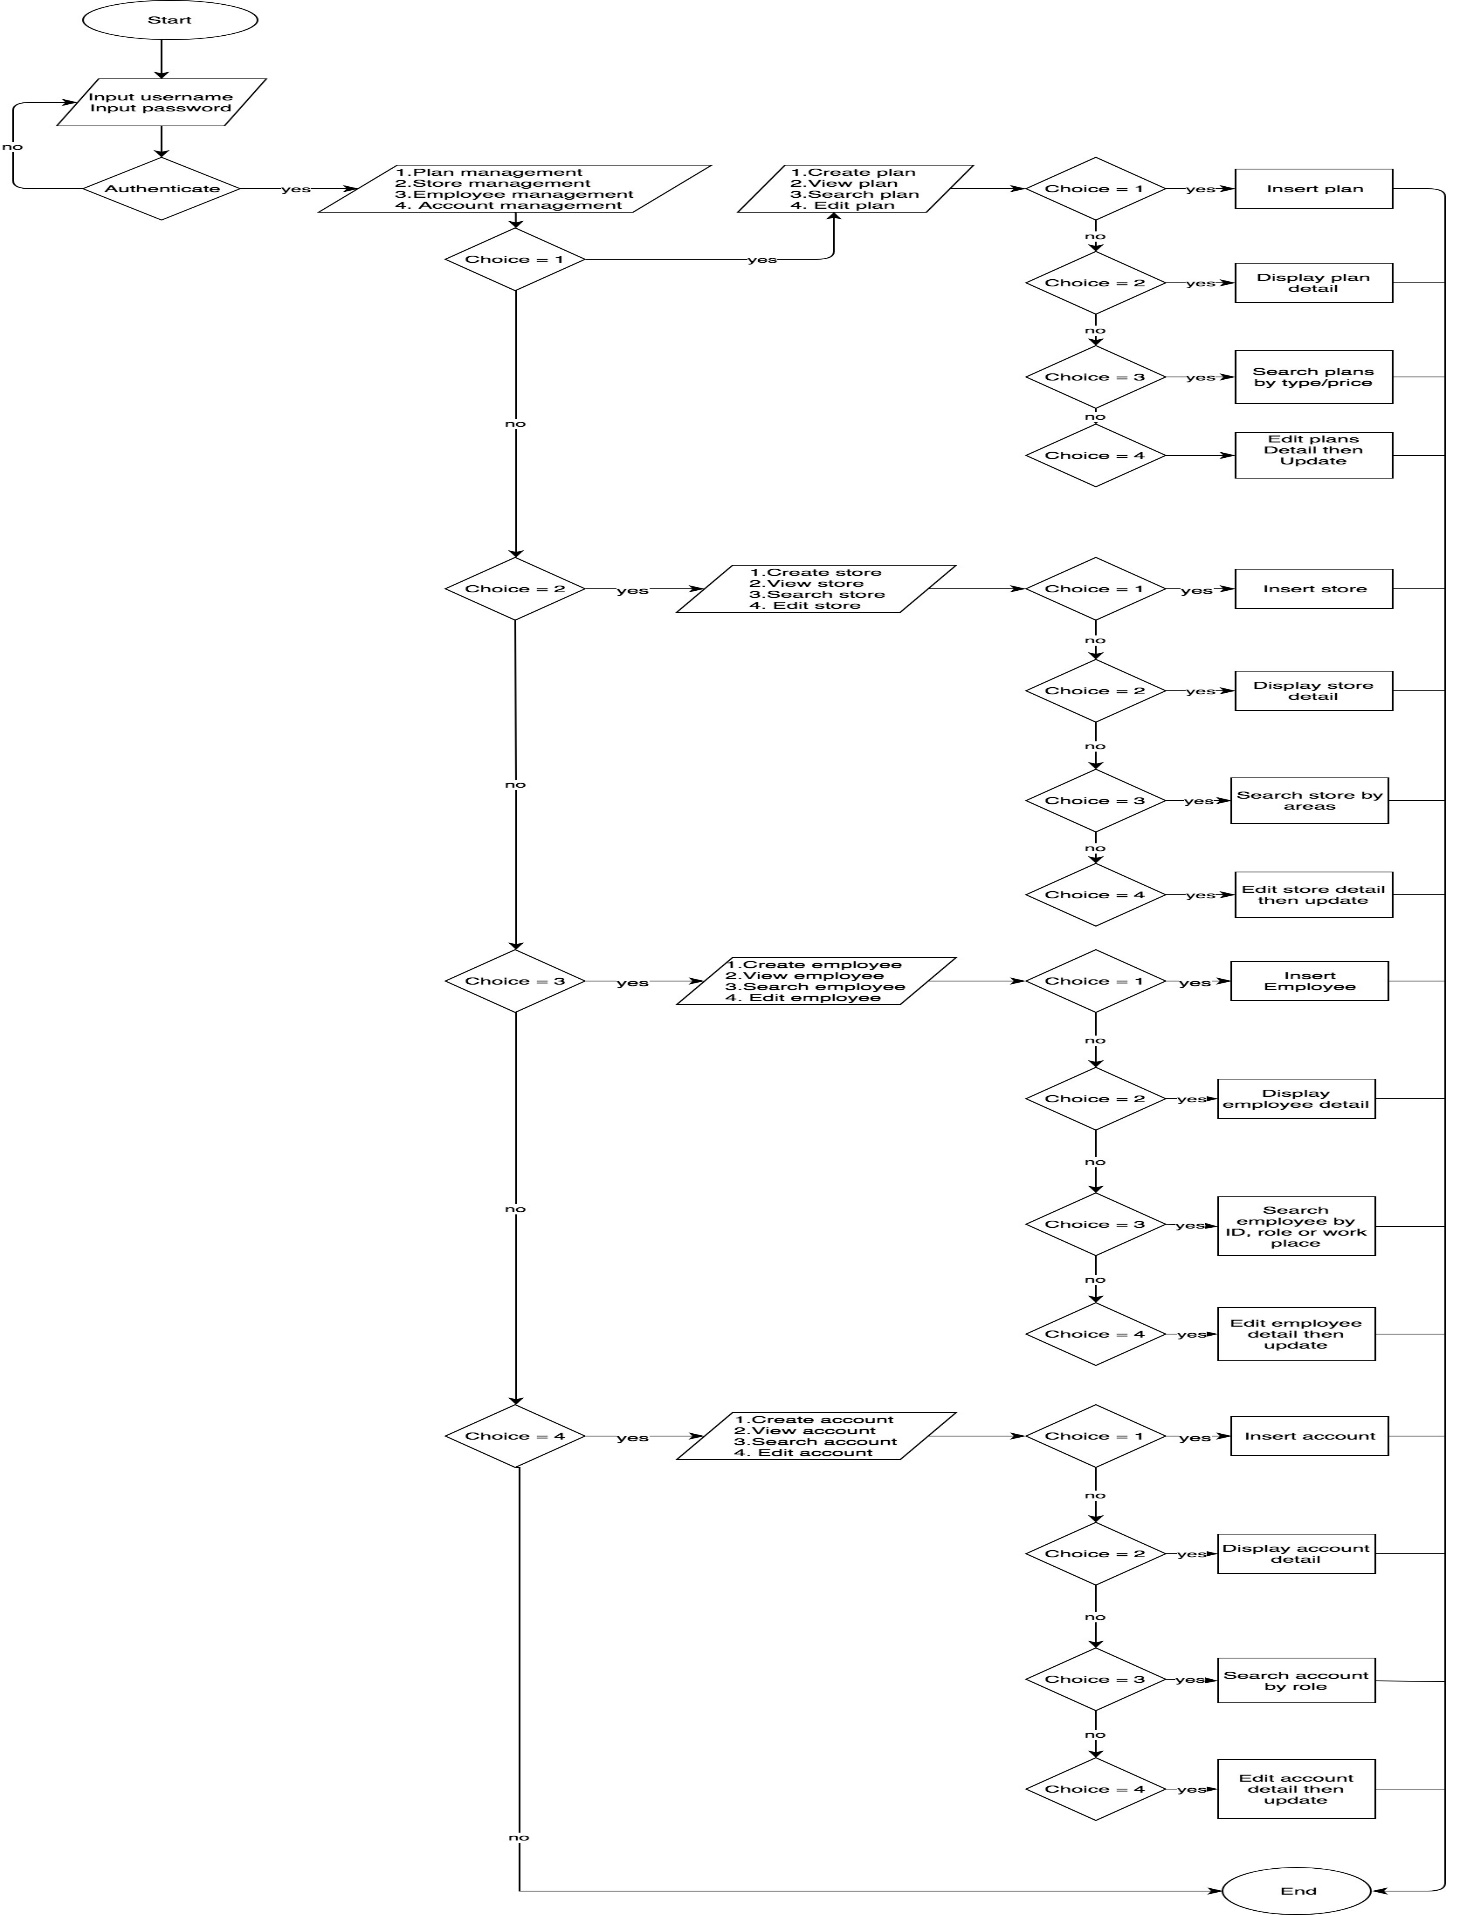 Start
Input username
Input password
no
Authenticate
yes
1.Plan management
2.Store management
3.Employee management
4. Account management
Choice = 1
yes
1.Create plan
2.View plan
3.Search plan
4. Edit plan
Choice = 1
yes
Insert plan
no
Choice = 2
yes
Display plan
detail
no
Choice = 3
yes
Search plans
by type/price
no
Choice = 4
Edit plans
Detail then
Update
no
Choice = 2
yes
1.Create store
2.View store
3.Search store
4. Edit store
Choice = 1
yes
Insert store
no
Choice = 2
yes
Display store
detail
no
Choice = 3
yes
Search store by
areas
no
Choice = 4
yes
Edit store detail
then update
no
Choice = 3
yes
1.Create employee
2.View employee
3.Search employee
4. Edit employee
Choice = 1
yes
Insert
Employee
no
Choice = 2
yes
Display
employee detail
no
Choice = 3
yes
Search
employee by
ID, role or work
place
no
Choice = 4
yes
Edit employee
detail then
update
no
Choice = 4
yes
1.Create account
2.View account
3.Search account
4. Edit account
Choice = 1
yes
Insert account
no
Choice = 2
yes
Display account
detail
no
Choice = 3
yes
Search account
by role
no
Choice = 4
yes
Edit account
detail then
update
no
End